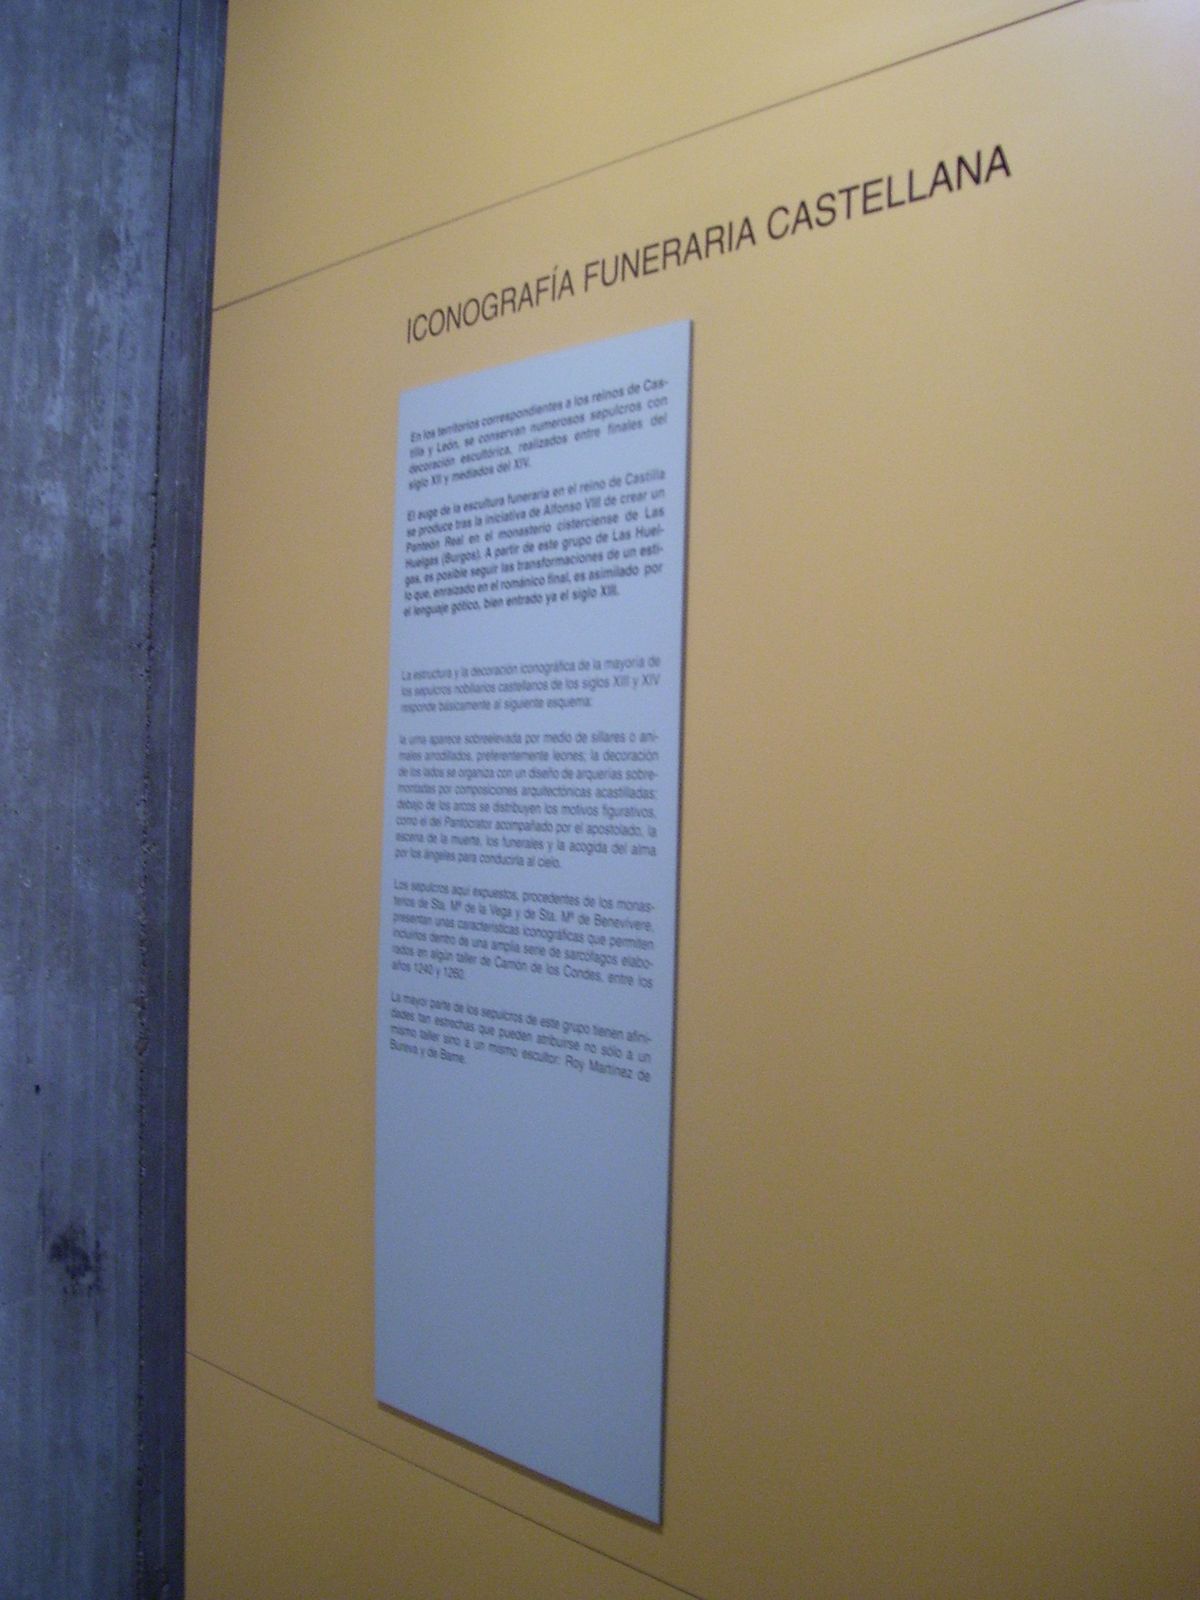 ICONOGRAFÍA FUNERARIA CASTELLANA
En los territorios correspondientes a los reinos de Cas-
tilla y León, se conservan numerosos sepulcros con
decoración escultórica, realizados entre finales del
siglo XII y mediados del XIV.
El auge de la escultura funeraria en el reino de Castilla
se produce tras la iniciativa de Alfonso VIII de crear un
Panteón Real en el monasterio cisterciense de Las
Huelgas (Burgos). A partir de este grupo de Las Huel-
gas, es posible seguir las transformaciones de un esti-
lo que, enraizado en el románico final, es asimilado por
el lenguaje gótico, bien entrado ya el siglo XIII.
La estructura y la decoración iconográfica de la mayoría de
los sepulcros nobiliarios castellanos de los siglos XIII y XIV
responde básicamente al siguiente esquema:
la urna aparece sobreelevada por medio de sillares o ani-
males arrodillados, preferentemente leones; la decoración
de los lados se organiza con un diseño de arquerías sobre-
montadas por composiciones arquitectónicas acastilladas;
debajo de los arcos se distribuyen los motivos figurativos,
como el del Pantocrátor acompañado por el apostolado, la
escena de la muerte, los funerales y la acogida del alma
por los ángeles para conducirla al cielo.
Los sepulcros aquí expuestos, procedentes de los monas-
terios de Sta. Mª de la Vega y de Sta. Mª de Benevívere,
presentan unas características iconográficas que permiten
incluirlos dentro de una amplia serie de sarcófagos elabo-
rados en algún taller de Carrión de los Condes, entre los
años 1240 y 1260.
La mayor parte de los sepulcros de este grupo tienen afini-
dades tan estrechas que pueden atribuirse no sólo a un
mismo taller sino a un mismo escultor: Roy Martínez de
Bureva y de Bame.